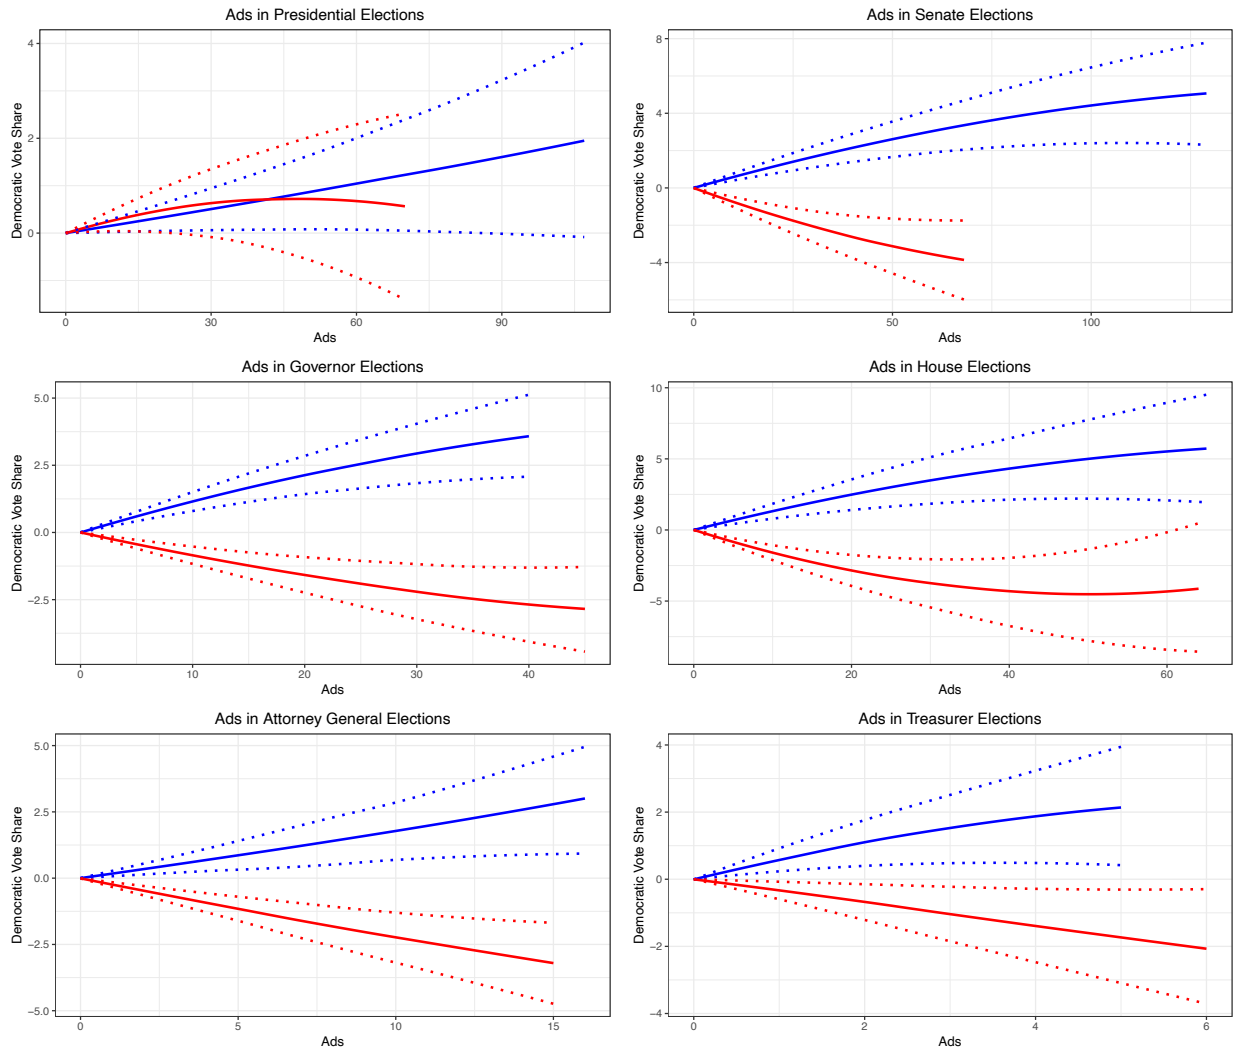 Ads in Presidential Elections
Democratic Vote Share
4
2
0
0
30
60
90
Ads
Ads in Senate Elections
Democratic Vote Share
8
4
0
−4
0
50
100
Ads
Ads in Governor Elections
Democratic Vote Share
5.0
2.5
0.0
−2.5
0
10
20
30
40
Ads
Ads in House Elections
Democratic Vote Share
10
5
0
−5
0
20
40
60
Ads
Ads in Attorney General Elections
Democratic Vote Share
5.0
2.5
0.0
−2.5
−5.0
0
5
10
15
Ads
Ads in Treasurer Elections
Democratic Vote Share
4
2
0
−2
−4
0
2
4
6
Ads